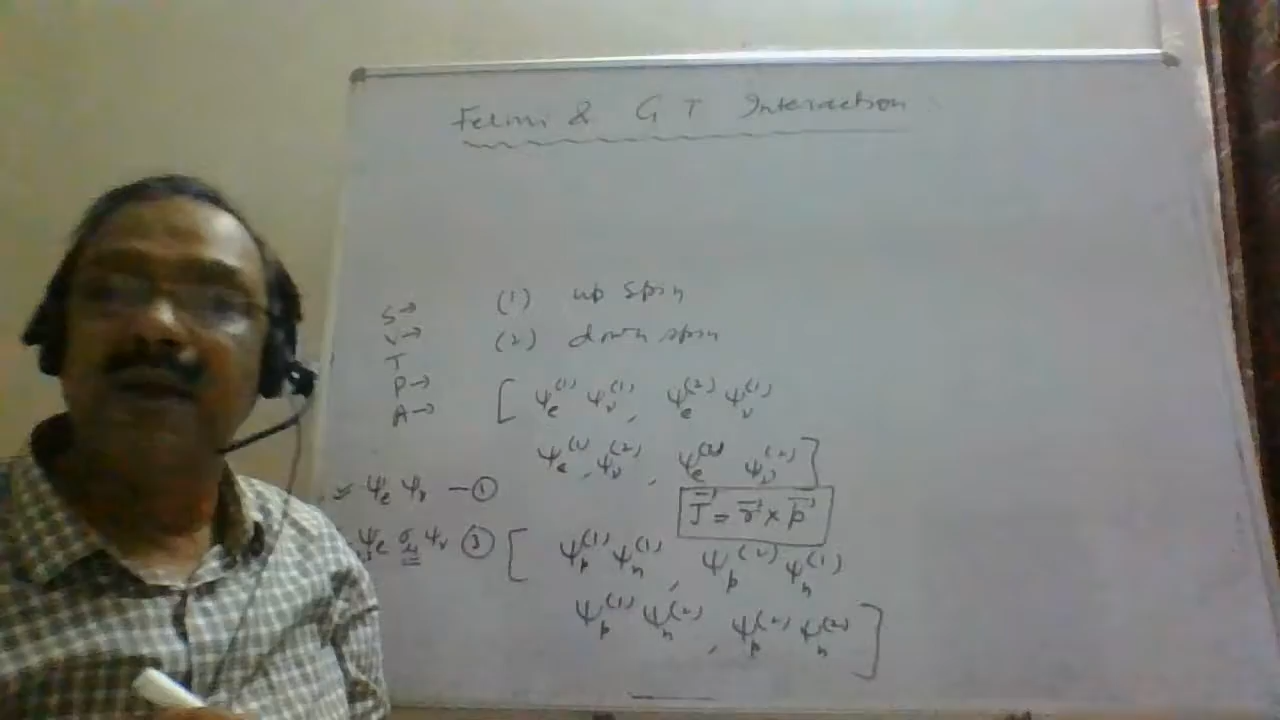 Fermi & G T Interaction
S→ (1) up spin
V→ (2) down spin
T
P→ [ ψe^(1) ψν^(1), ψe^(2) ψν^(1)
A→
ψe^(1), ψν^(2), ψe^(2) ψν^(2) ]
ψe ψν — ①
J⃗ = r⃗ × p⃗
ψe σμ ψν ② [ ψp^(1) ψn^(1), ψp^(2) ψn^(1)
ψp^(1) ψn^(2), ψp^(2) ψn^(2) ]